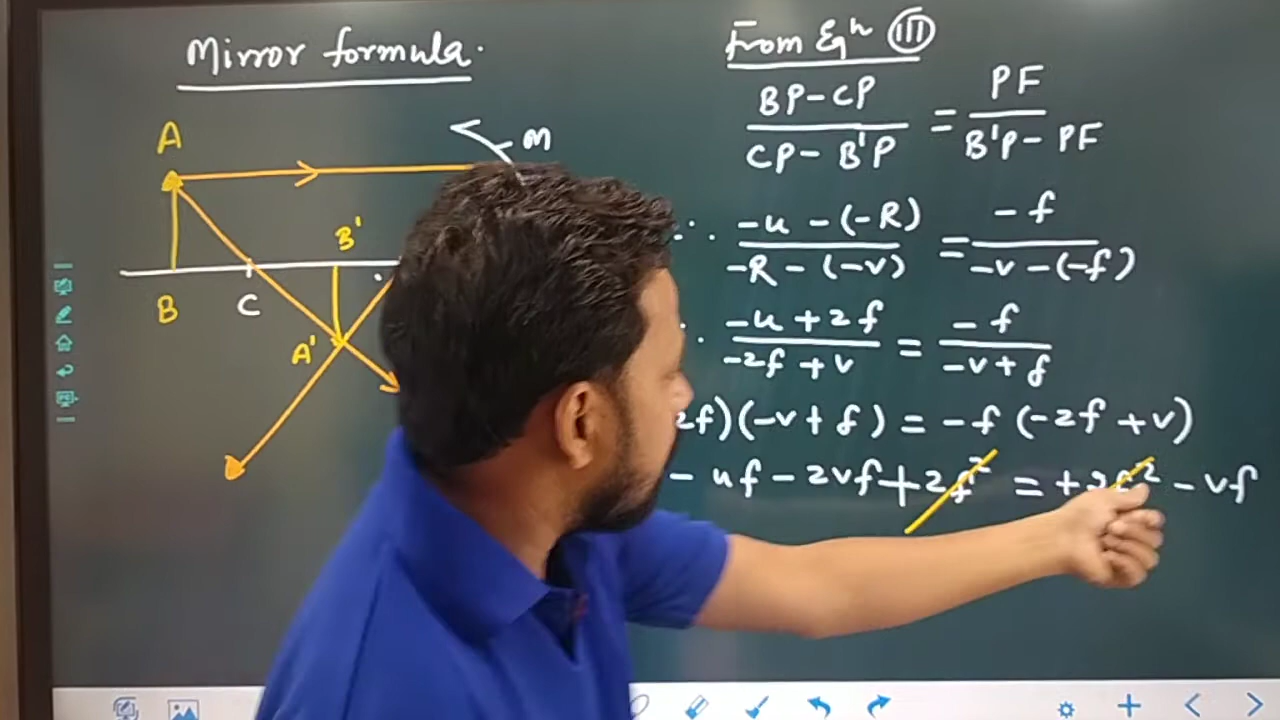 Mirror formula.
A
M
B'
B
C
A'
From Eqⁿ (III)
BP-CP / CP-B'P = PF / B'P-PF
∴ -u-(-R) / -R-(-v) = -f / -v-(-f)
∴ -u+2f / -2f+v = -f / -v+f
2f)(-v+f) = -f(-2f+v)
- uf - 2vf + 2f² = +2f² - vf